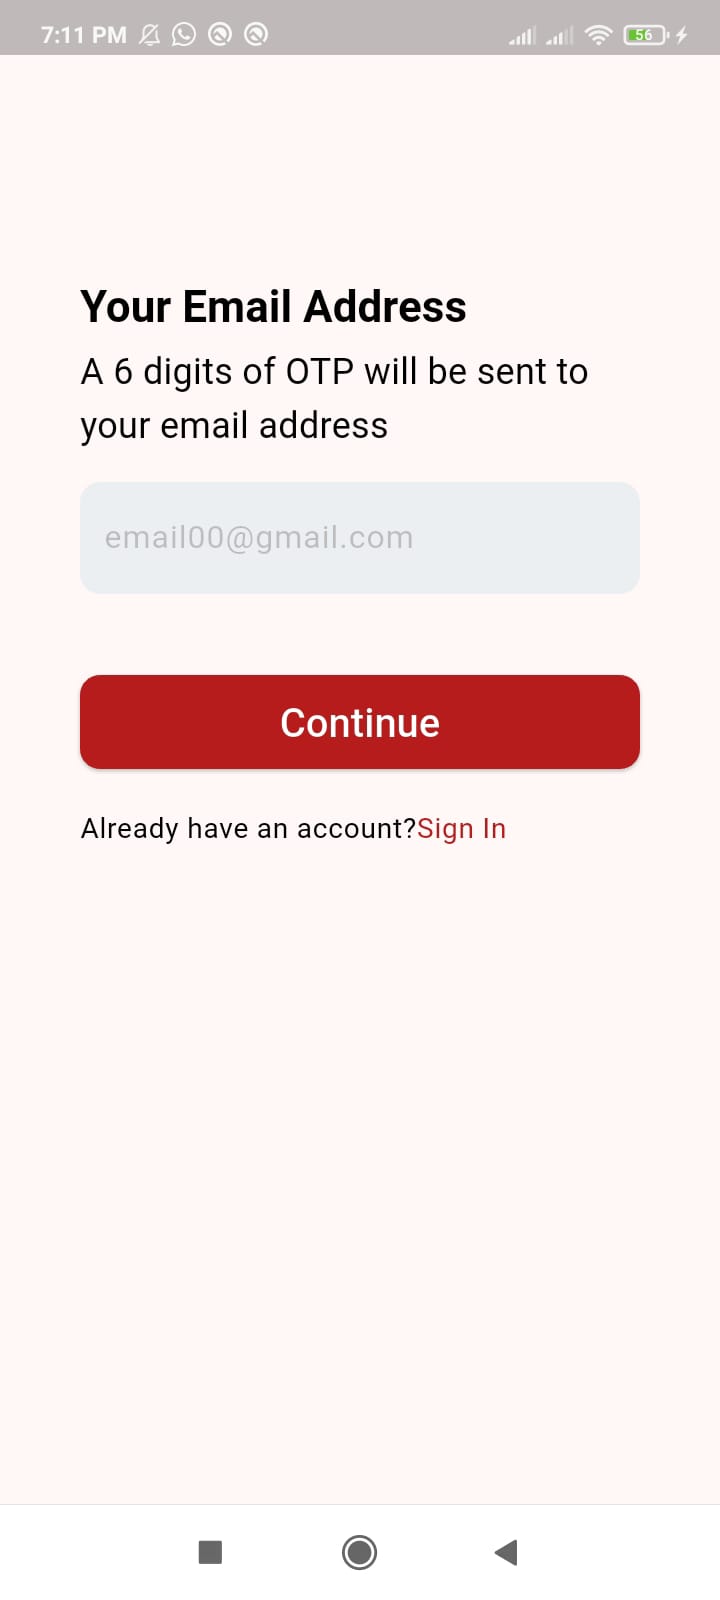 7:11 PM
56
Your Email Address
A 6 digits of OTP will be sent to
your email address
email00@gmail.com
Continue
Already have an account?Sign In